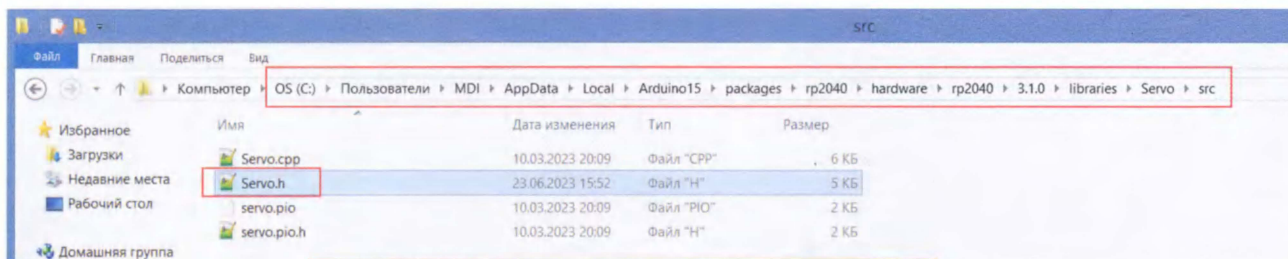 src
Файл Главная Поделиться Вид
Компьютер OS (C:) Пользователи MDI AppData Local Arduino15 packages rp2040 hardware rp2040 3.1.0 libraries Servo src
Избранное
Загрузки
Недавние места
Рабочий стол
Домашняя группа
Имя Дата изменения Тип Размер
Servo.cpp 10.03.2023 20:09 Файл "CPP" 6 КБ
Servo.h 23.06.2023 15:52 Файл "H" 5 КБ
servo.pio 10.03.2023 20:09 Файл "PIO" 2 КБ
servo.pio.h 10.03.2023 20:09 Файл "H" 2 КБ